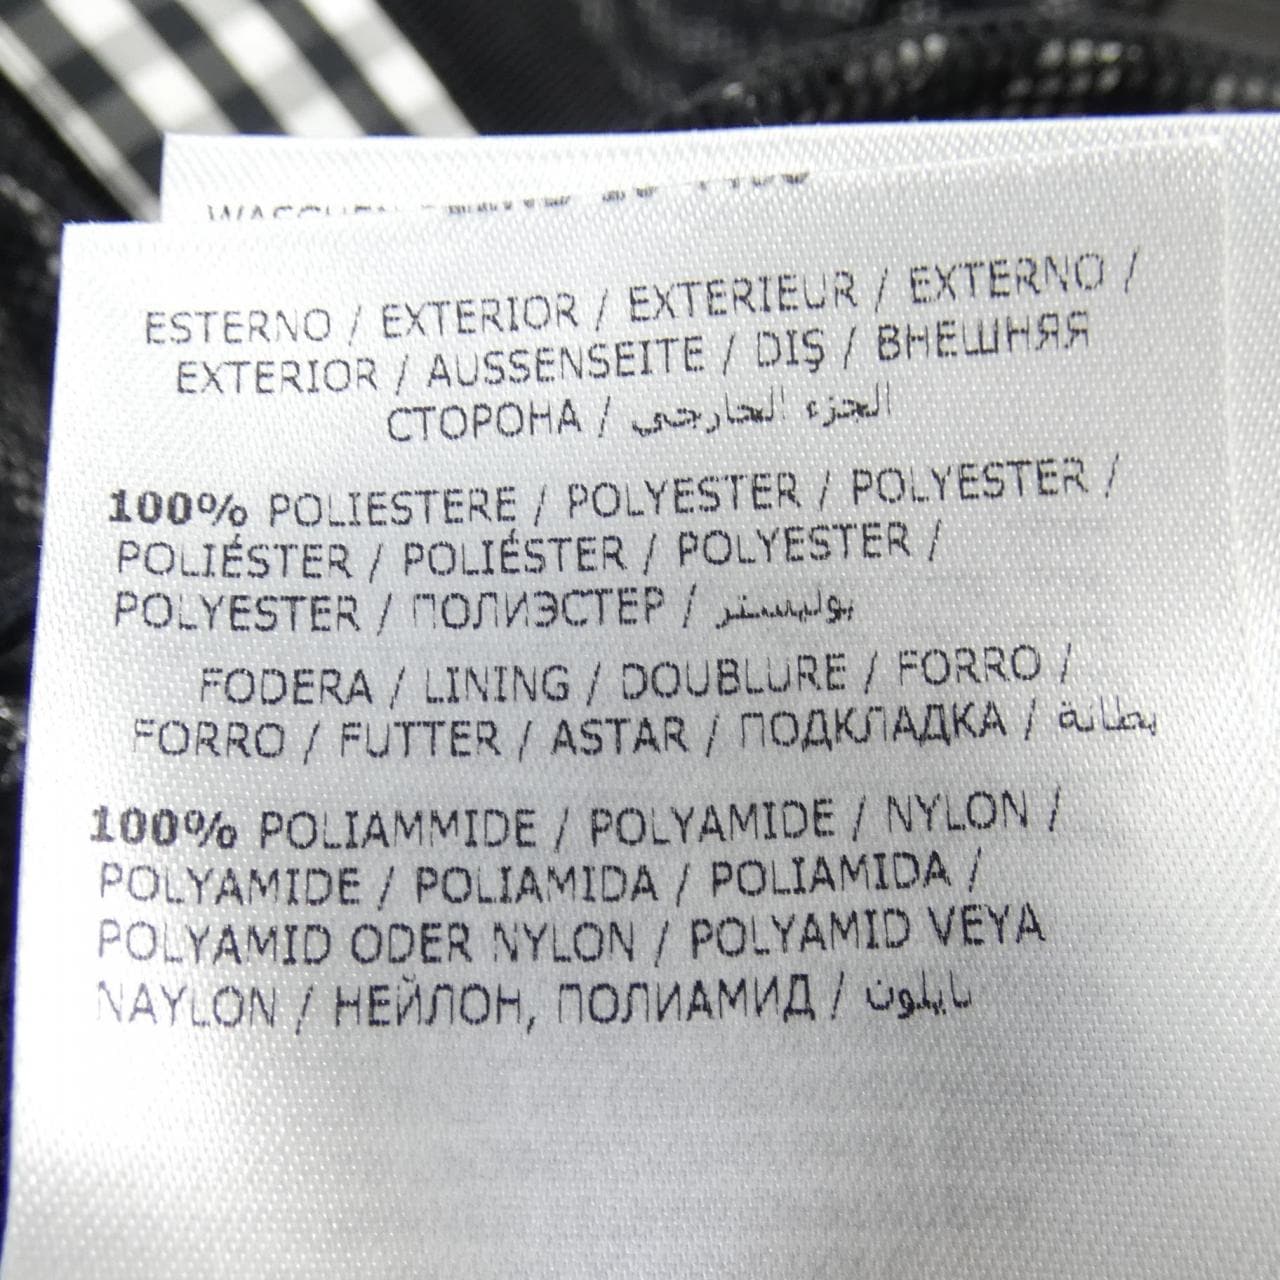 ESTERNO / EXTERIOR / EXTERIEUR / EXTERNO /
EXTERIOR / AUSSENSEITE / DIŞ / ВНЕШНЯЯ
СТОРОНА / الجزء الخارجي
100% POLIESTERE / POLYESTER / POLYESTER /
POLIÉSTER / POLIÉSTER / POLYESTER /
POLYESTER / ПОЛИЭСТЕР / بوليستر
FODERA / LINING / DOUBLURE / FORRO /
FORRO / FUTTER / ASTAR / ПОДКЛАДКА / بطانة
100% POLIAMMIDE / POLYAMIDE / NYLON /
POLYAMIDE / POLIAMIDA / POLIAMIDA /
POLYAMID ODER NYLON / POLYAMID VEYA
NAYLON / НЕЙЛОН, ПОЛИАМИД / نايلون